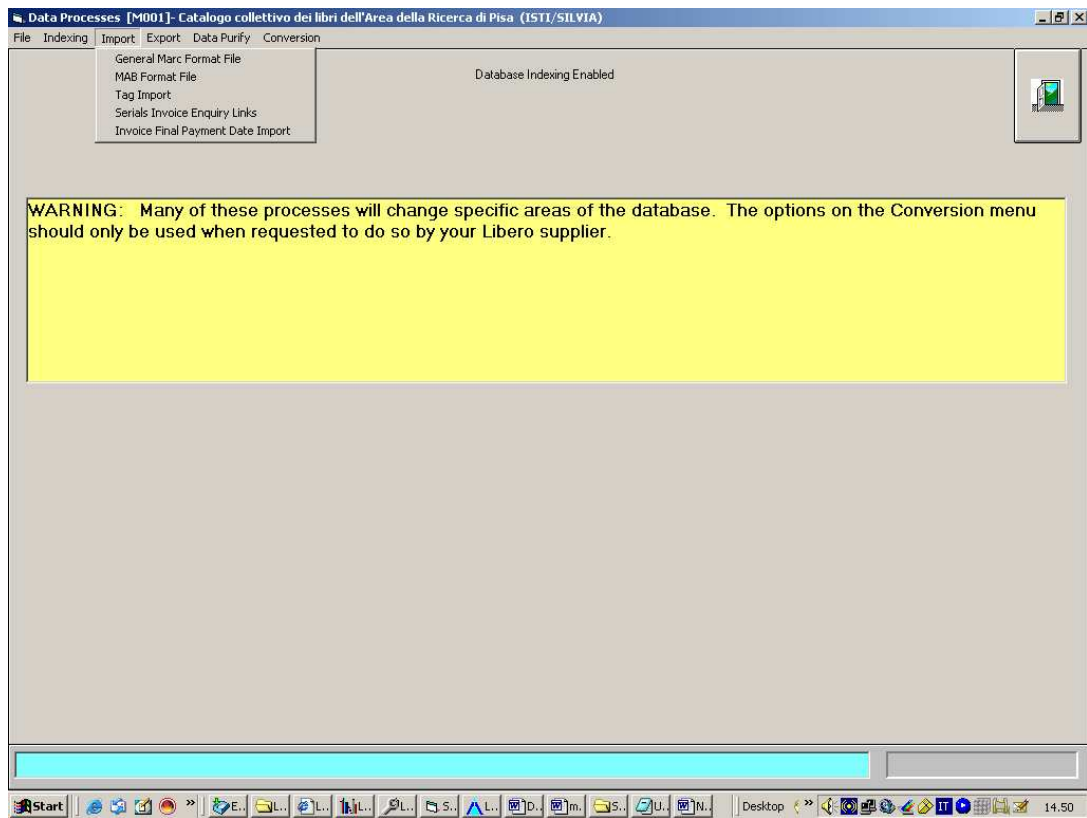 Data Processes [M001]- Catalogo collettivo dei libri dell'Area della Ricerca di Pisa (ISTI/SILVIA)
File Indexing Import Export Data Purify Conversion
General Marc Format File
MAB Format File
Tag Import
Serials Invoice Enquiry Links
Invoice Final Payment Date Import
Database Indexing Enabled
WARNING: Many of these processes will change specific areas of the database. The options on the Conversion menu
should only be used when requested to do so by your Libero supplier.
Start » E.. L.. L.. L.. L.. S.. L.. D.. m. S.. U.. N.. Desktop » IT 14.50